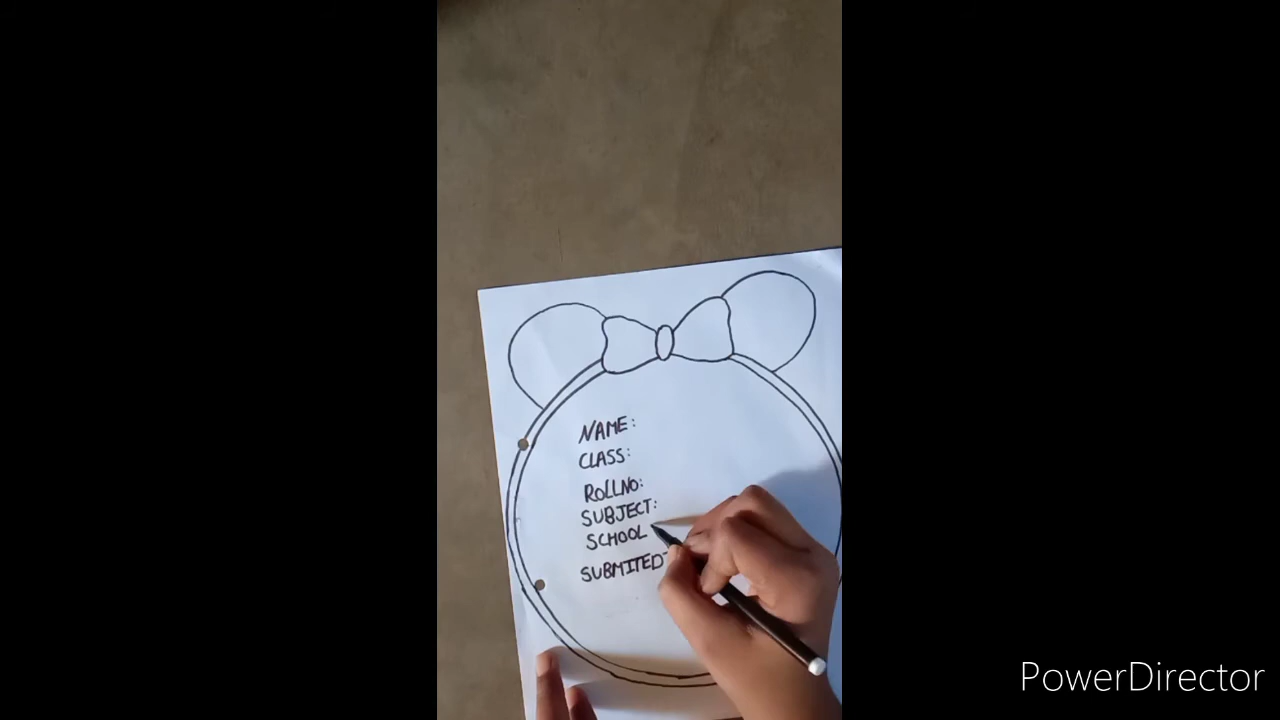 NAME:
CLASS:
ROLLNO:
SUBJECT:
SCHOOL
SUBMITED
PowerDirector